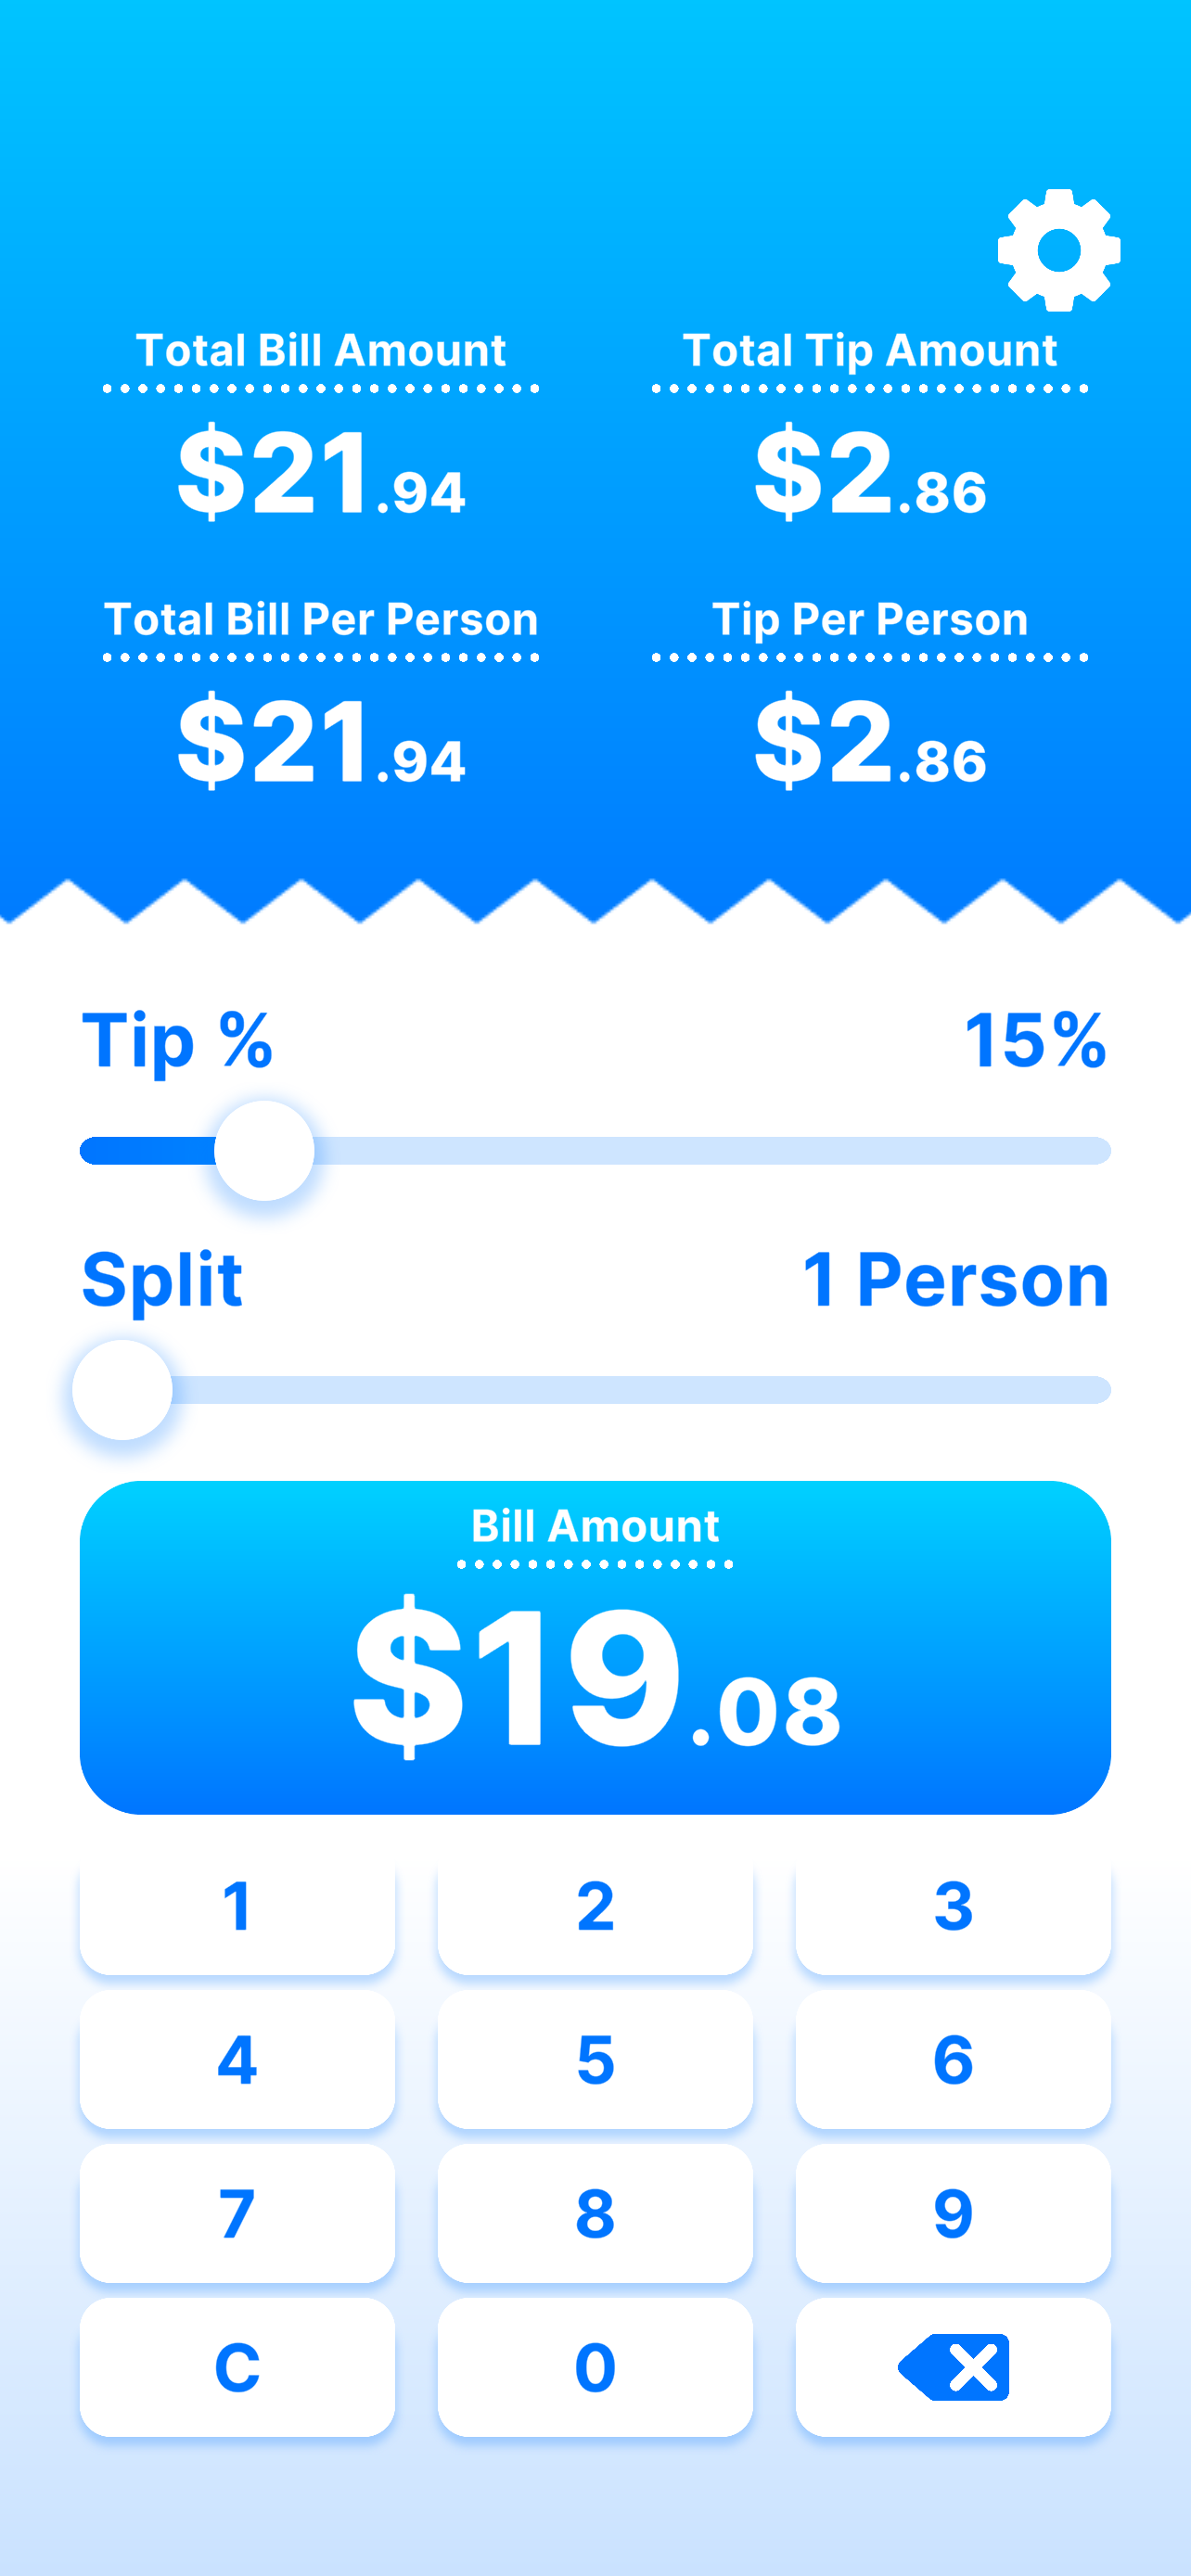 Total Bill Amount Total Tip Amount
$21.94 $2.86
Total Bill Per Person Tip Per Person
$21.94 $2.86
Tip % 15%
Split 1 Person
Bill Amount
$19.08
1 2 3
4 5 6
7 8 9
C 0